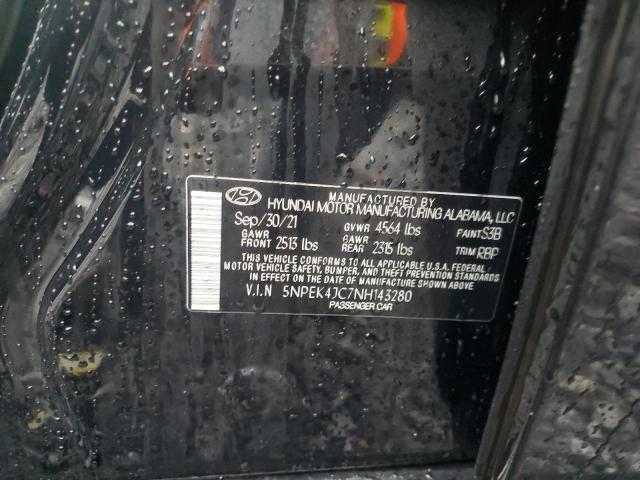 MANUFACTURED BY
HYUNDAI MOTOR MANUFACTURING ALABAMA, LLC
Sep/30/21 GVWR 4564 lbs PAINT S3B
GAWR FRONT 2513 lbs GAWR REAR 2315 lbs TRIM RBP
THIS VEHICLE CONFORMS TO ALL APPLICABLE U.S.A. FEDERAL
MOTOR VEHICLE SAFETY, BUMPER, AND THEFT PREVENTION STANDARDS
IN EFFECT ON THE DATE OF MANUFACTURE SHOWN ABOVE.
V.I.N 5NPEK4JC7NH143280
PASSENGER CAR